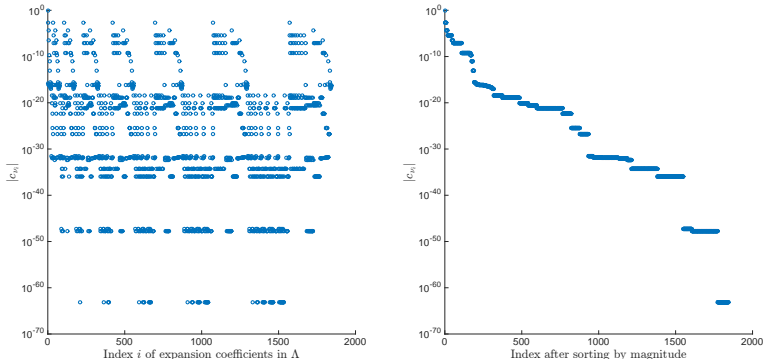 10^0
10^-10
10^-20
10^-30
10^-40
10^-50
10^-60
10^-70
|c_{ν_i}|
0 500 1000 1500 2000
Index i of expansion coefficients in Λ
10^0
10^-10
10^-20
10^-30
10^-40
10^-50
10^-60
10^-70
|c_{ν_i}|
0 500 1000 1500 2000
Index after sorting by magnitude